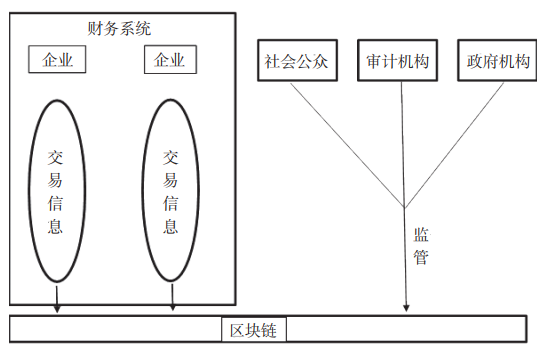 财务系统
企业
企业
社会公众
审计机构
政府机构
交易信息
交易信息
监管
区块链